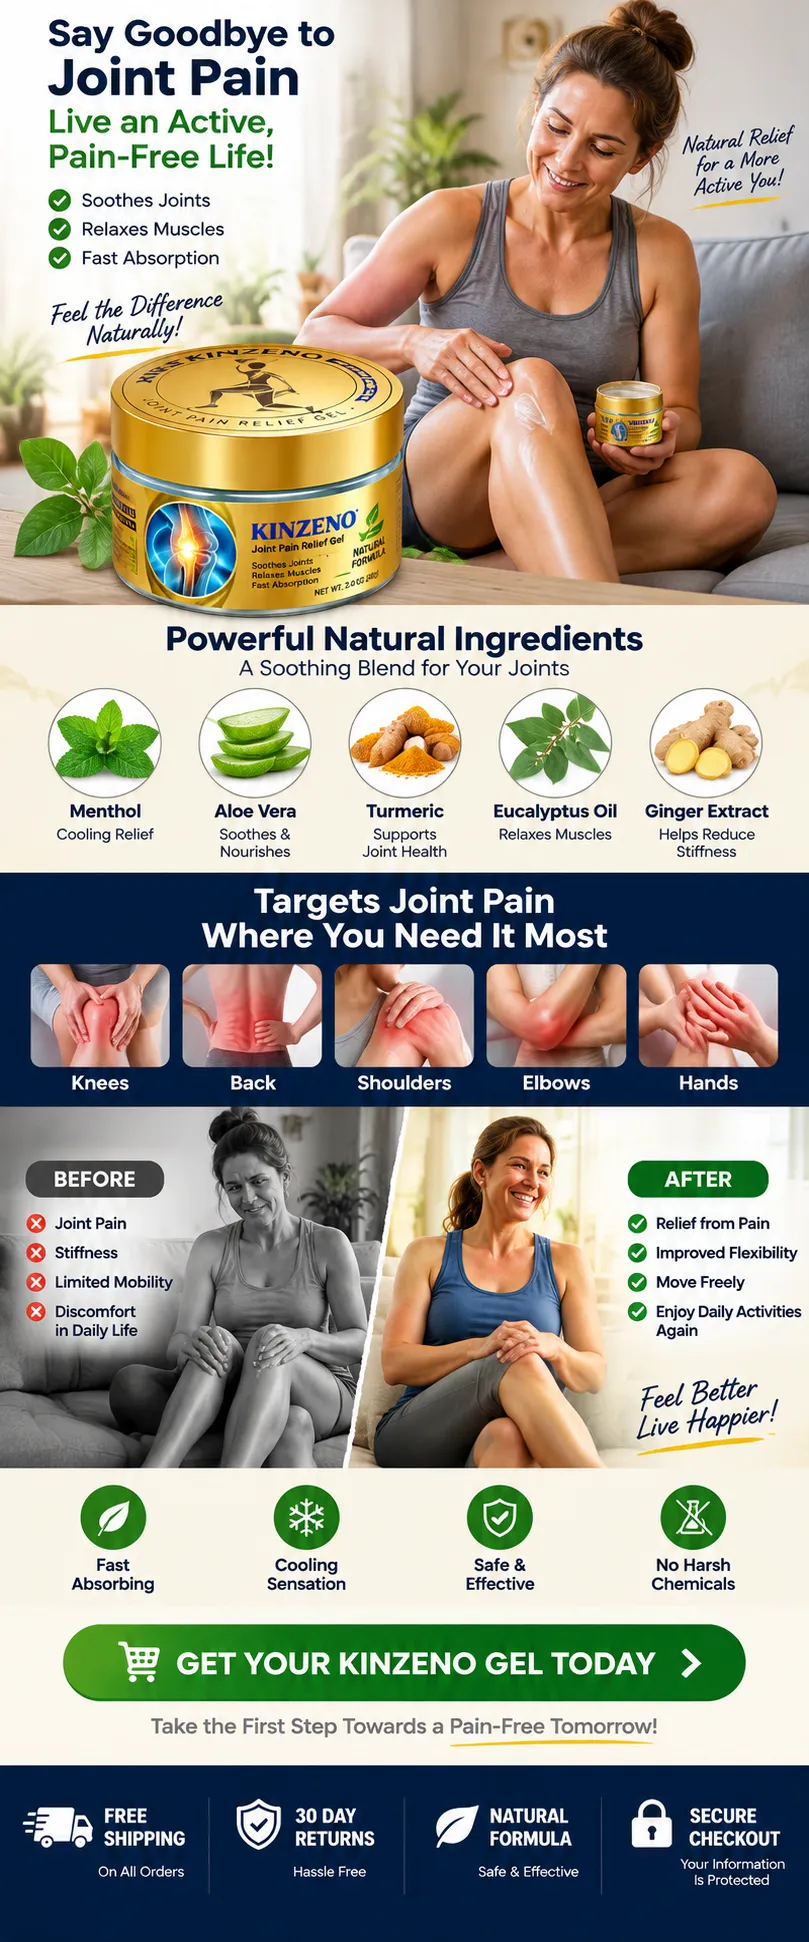 Say Goodbye to
Joint Pain
Live an Active,
Pain-Free Life!
Soothes Joints
Relaxes Muscles
Fast Absorption
Natural Relief
for a More
Active You!
Feel the Difference
Naturally!
KINZENO
JOINT PAIN RELIEF GEL
KINZENO
Joint Pain Relief Gel
Soothes Joints
Relaxes Muscles
Fast Absorption
NATURAL
FORMULA
NET WT. 2.0 OZ
Powerful Natural Ingredients
A Soothing Blend for Your Joints
Menthol
Cooling Relief
Aloe Vera
Soothes &
Nourishes
Turmeric
Supports
Joint Health
Eucalyptus Oil
Relaxes Muscles
Ginger Extract
Helps Reduce
Stiffness
Targets Joint Pain
Where You Need It Most
Knees
Back
Shoulders
Elbows
Hands
BEFORE
Joint Pain
Stiffness
Limited Mobility
Discomfort
in Daily Life
AFTER
Relief from Pain
Improved Flexibility
Move Freely
Enjoy Daily Activities
Again
Feel Better
Live Happier!
Fast
Absorbing
Cooling
Sensation
Safe &
Effective
No Harsh
Chemicals
GET YOUR KINZENO GEL TODAY
Take the First Step Towards a Pain-Free Tomorrow!
FREE
SHIPPING
On All Orders
30 DAY
RETURNS
Hassle Free
NATURAL
FORMULA
Safe & Effective
SECURE
CHECKOUT
Your Information
Is Protected